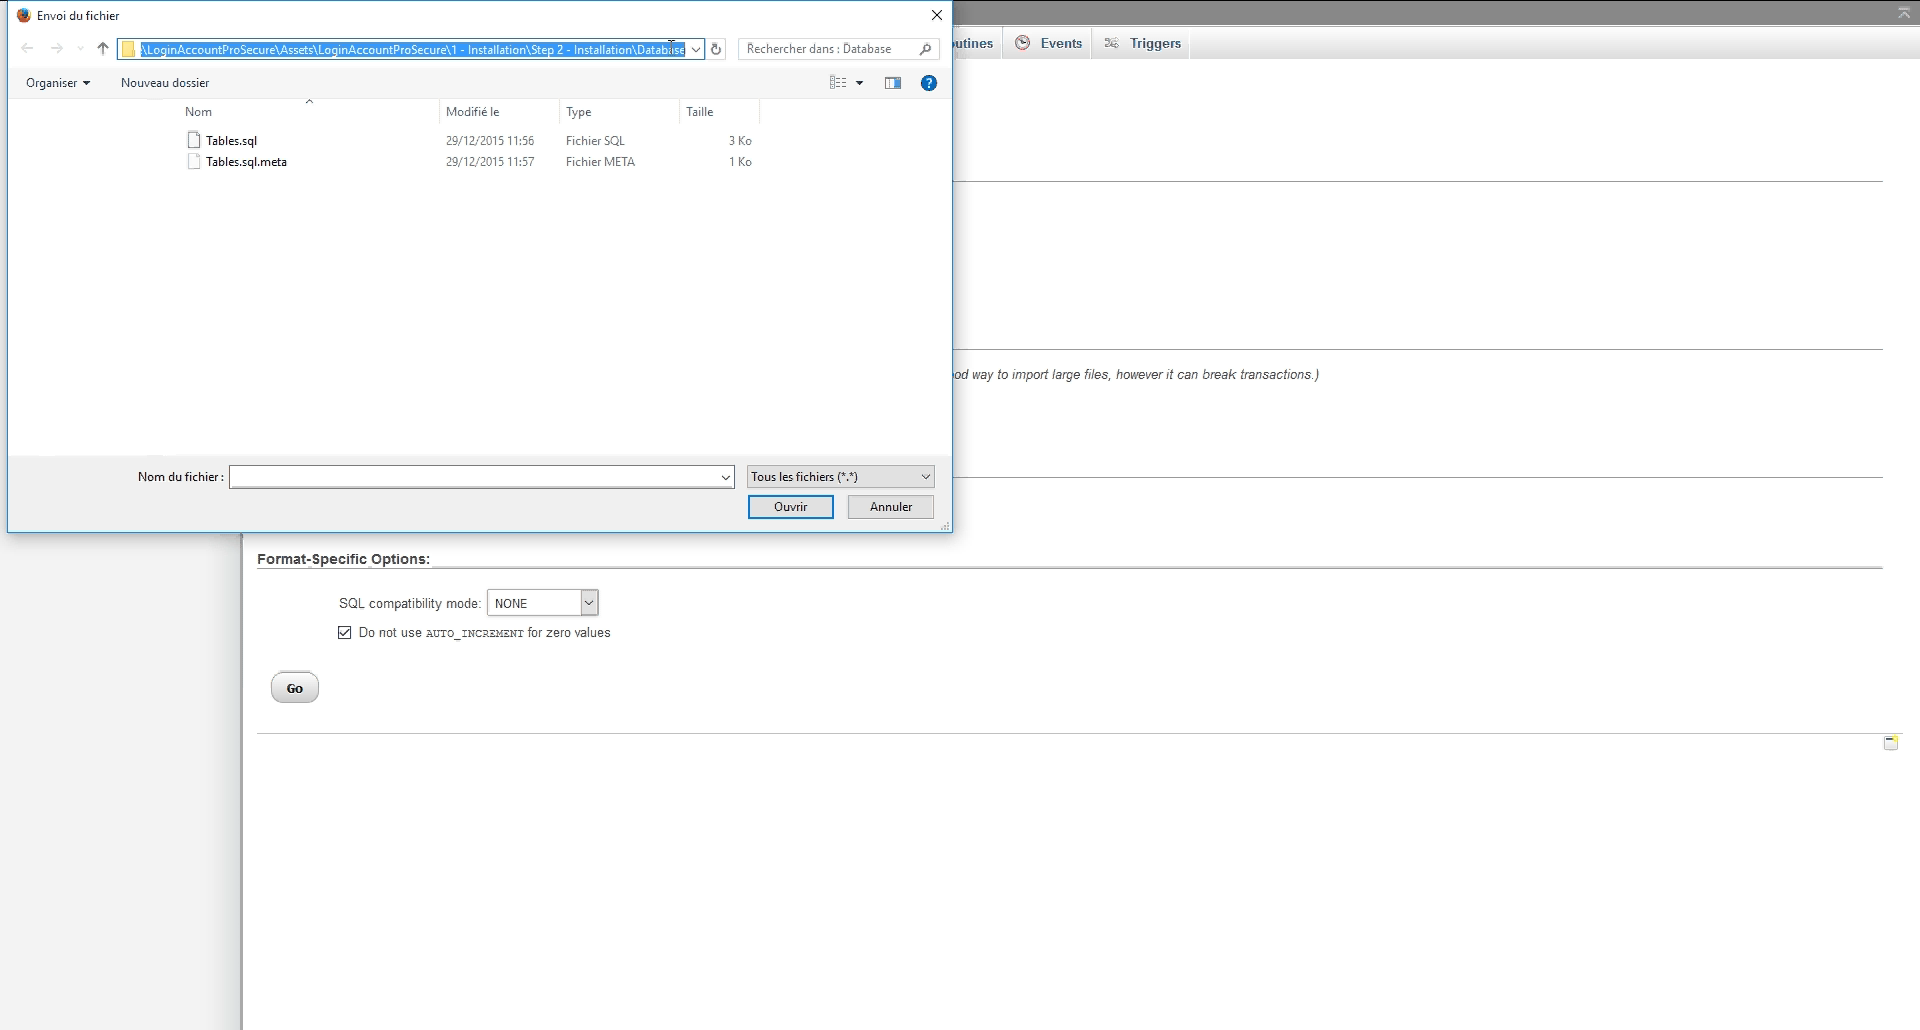 Envoi du fichier
:\LoginAccountProSecure\Assets\LoginAccountProSecure\1 - Installation\Step 2 - Installation\Database
Rechercher dans : Database
Events
Triggers
Organiser
Nouveau dossier
Nom
Modifié le
Type
Taille
Tables.sql
29/12/2015 11:56
Fichier SQL
3 Ko
Tables.sql.meta
29/12/2015 11:57
Fichier META
1 Ko
way to import large files, however it can break transactions.)
Nom du fichier :
Tous les fichiers (*.*)
Ouvrir
Annuler
Format-Specific Options:
SQL compatibility mode:
NONE
Do not use AUTO_INCREMENT for zero values
Go